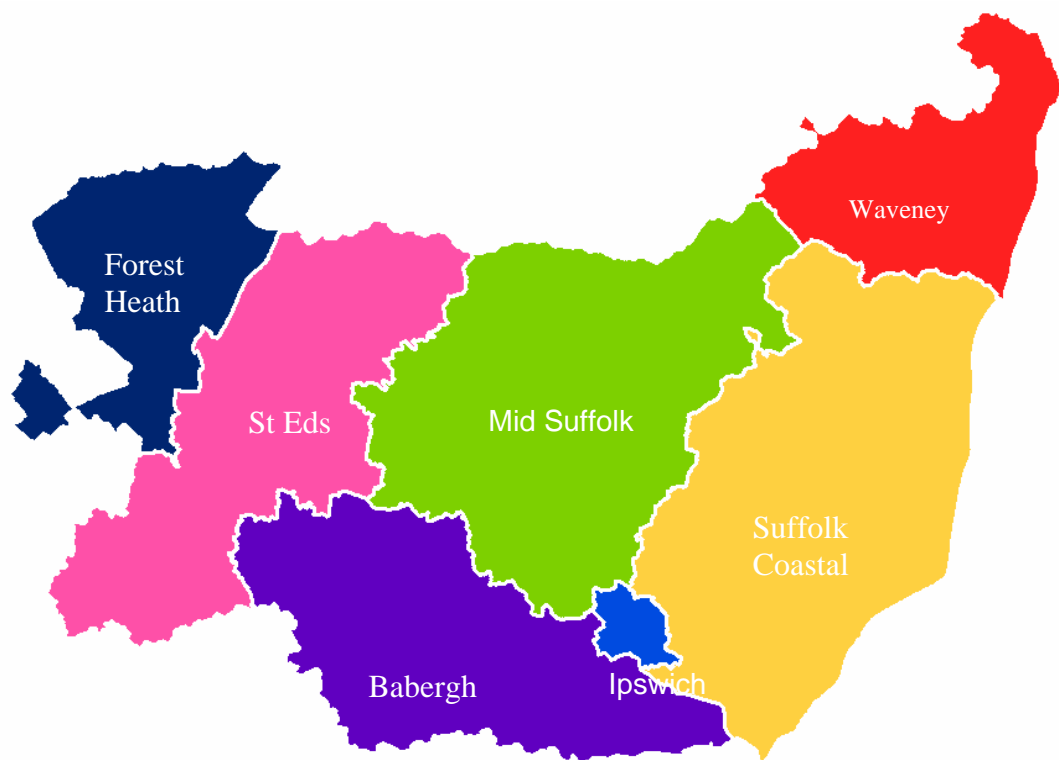 Waveney
Forest
Heath
St Eds
Mid Suffolk
Suffolk
Coastal
Babergh
Ipswich